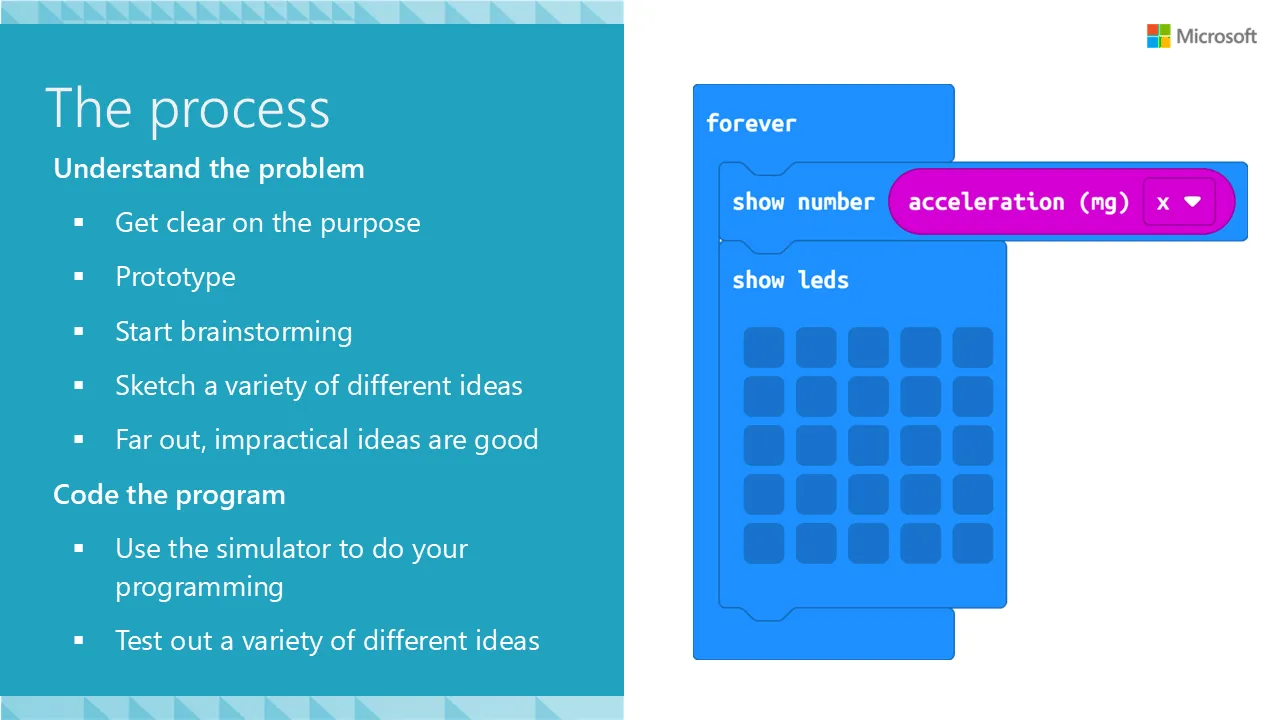 Microsoft
The process
Understand the problem
▪ Get clear on the purpose
▪ Prototype
▪ Start brainstorming
▪ Sketch a variety of different ideas
▪ Far out, impractical ideas are good
Code the program
▪ Use the simulator to do your
programming
▪ Test out a variety of different ideas
forever
show number acceleration (mg) x
show leds